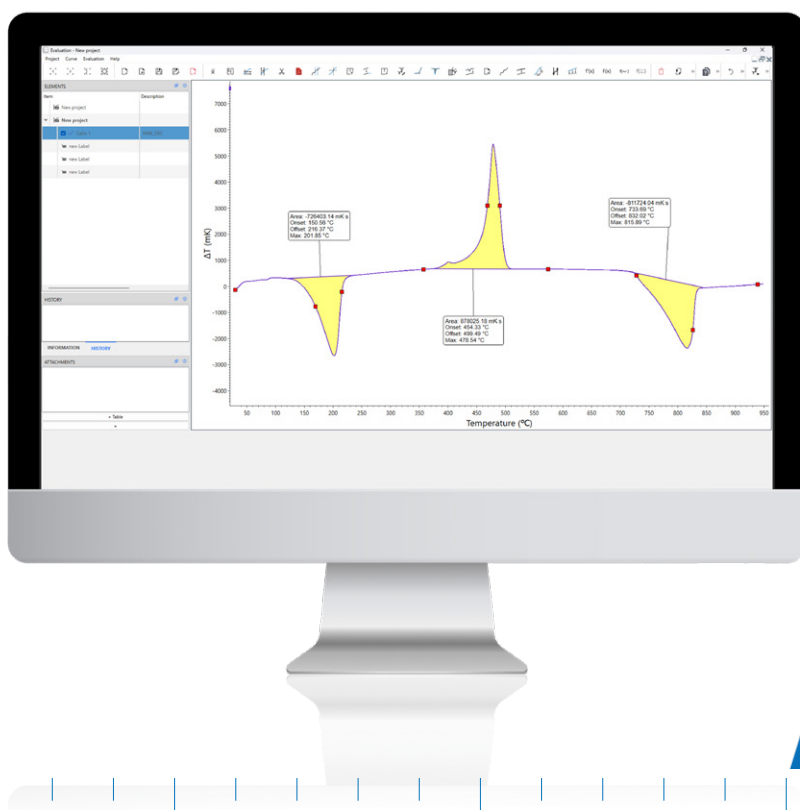 Evaluation - New project
Project Curve Evaluation Help
ELEMENTS
Item Description
New project
New project
new Label
new Label
new Label
HISTORY
INFORMATION HISTORY
ATTACHMENTS
+ Table
+
ΔT (mK)
7000
6000
5000
4000
3000
2000
1000
0
-1000
-2000
-3000
-4000
Area: -726403.14 mK s
Onset: 150.56 °C
Offset: 216.37 °C
Max: 201.85 °C
Area: 878025.18 mK s
Onset: 454.33 °C
Offset: 499.49 °C
Max: 478.54 °C
Area: -811724.04 mK s
Onset: 733.69 °C
Offset: 832.02 °C
Max: 815.89 °C
50 100 150 200 250 300 350 400 450 500 550 600 650 700 750 800 850 900 950
Temperature (°C)